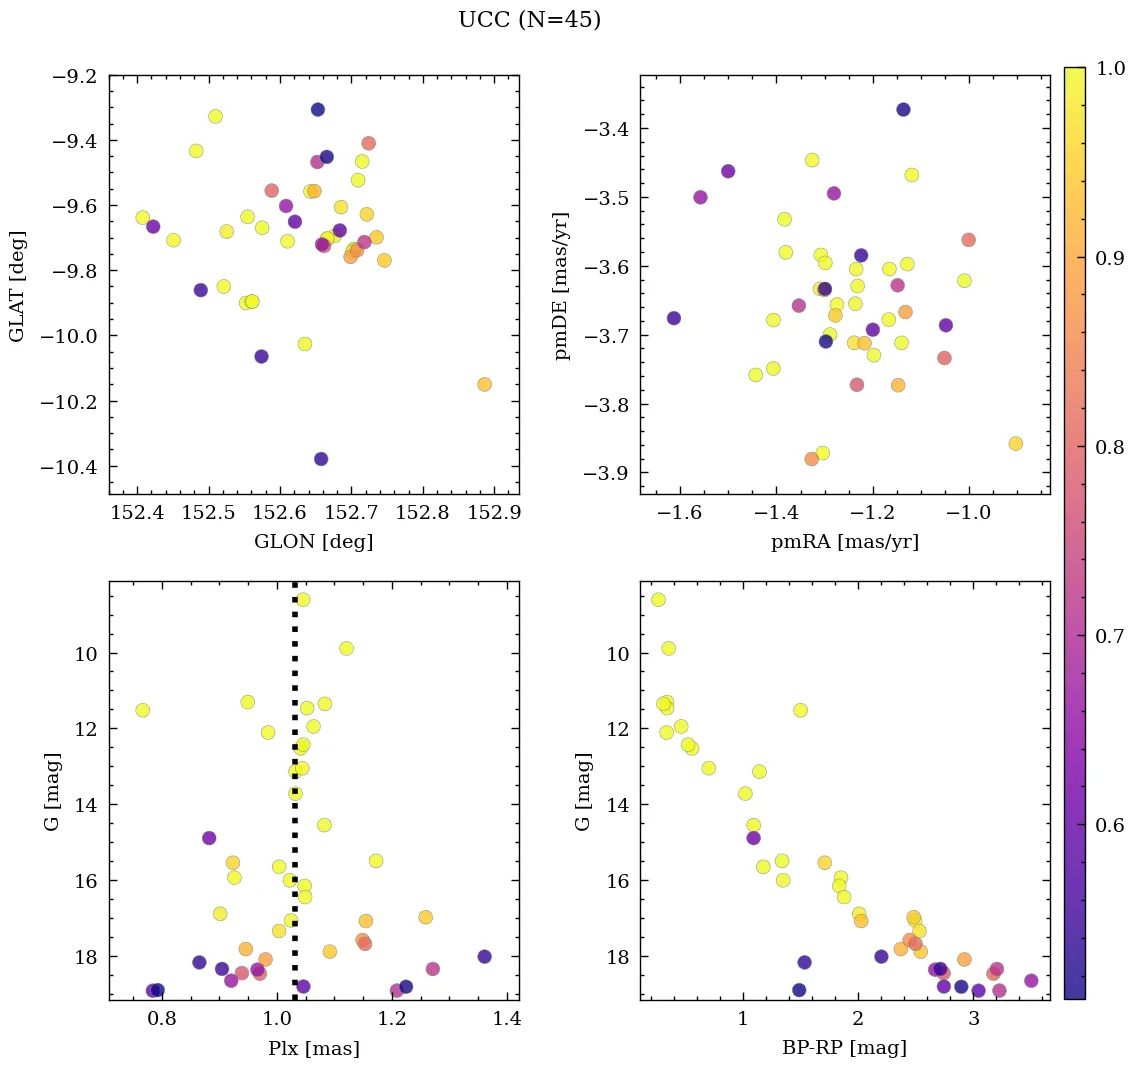 UCC (N=45)
−9.2
−9.4
−9.6
−9.8
−10.0
−10.2
−10.4
GLAT [deg]
152.4 152.5 152.6 152.7 152.8 152.9
GLON [deg]
−3.4
−3.5
−3.6
−3.7
−3.8
−3.9
pmDE [mas/yr]
−1.6 −1.4 −1.2 −1.0
pmRA [mas/yr]
10
12
14
16
18
G [mag]
0.8 1.0 1.2 1.4
Plx [mas]
10
12
14
16
18
G [mag]
1 2 3
BP-RP [mag]
1.0
0.9
0.8
0.7
0.6